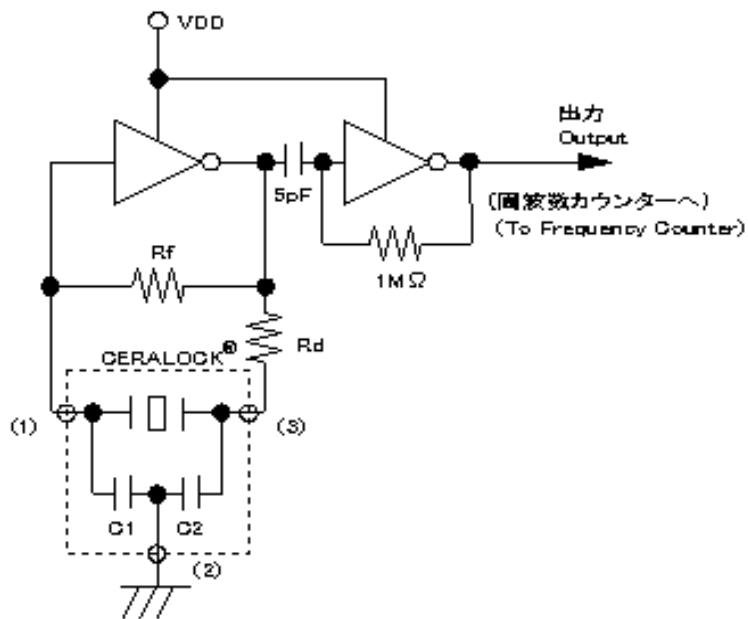 VDD
出力
Output
5pF
(周波数カウンターへ)
(To Frequency Counter)
1MΩ
Rf
Rd
CERALOCK®
(1)
(3)
C1
C2
(2)